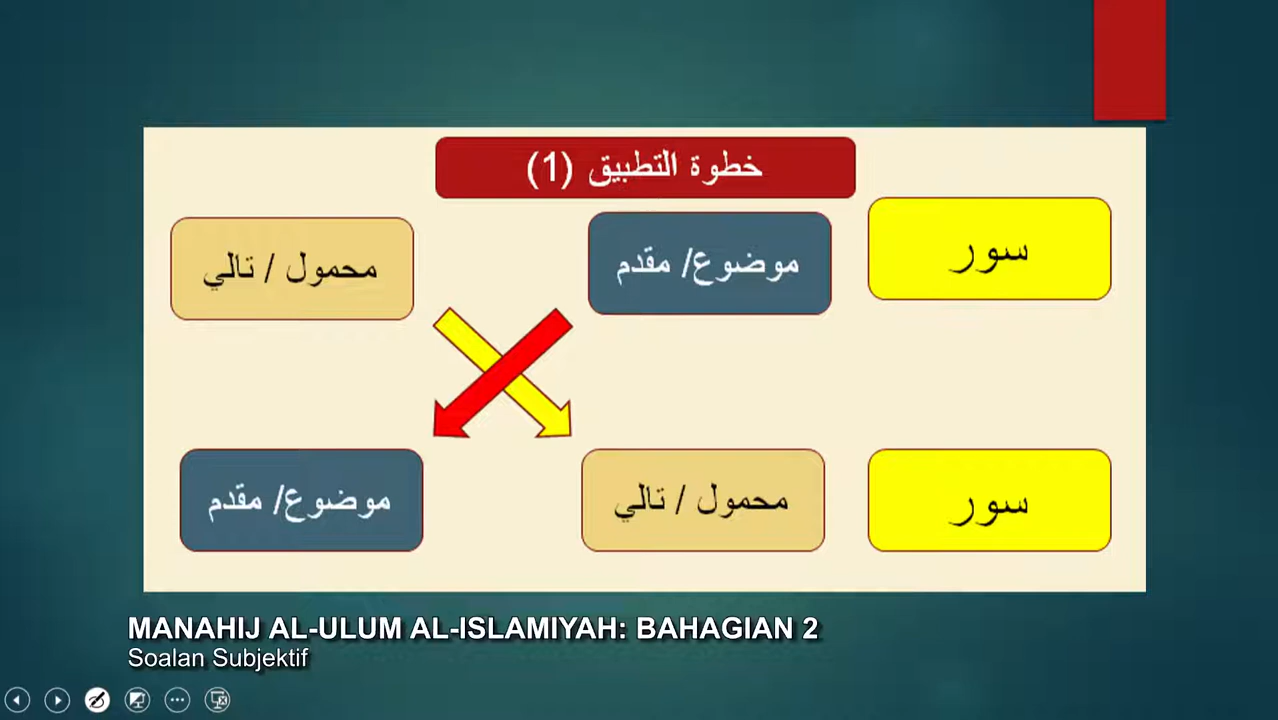 خطوة التطبيق (1)
سور
موضوع/ مقدم
محمول / تالي
سور
محمول / تالي
موضوع/ مقدم
MANAHIJ AL-ULUM AL-ISLAMIYAH: BAHAGIAN 2
Soalan Subjektif